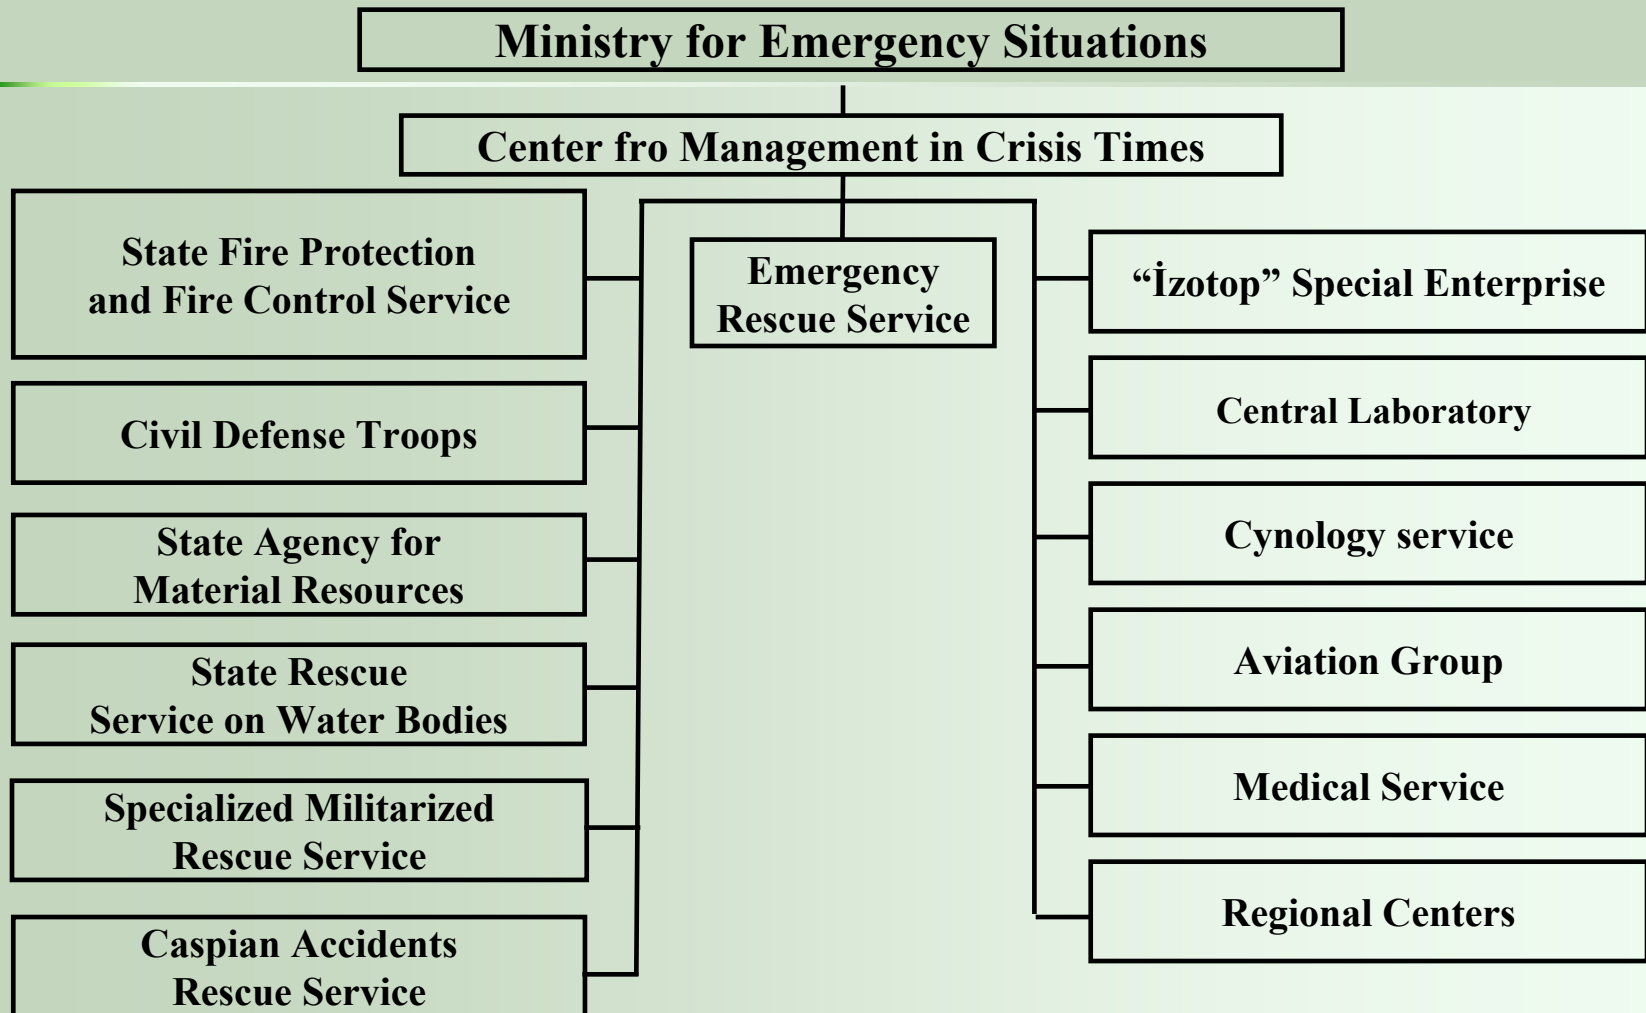 Ministry for Emergency Situations
Center fro Management in Crisis Times
State Fire Protection
and Fire Control Service
Civil Defense Troops
State Agency for
Material Resources
State Rescue
Service on Water Bodies
Specialized Militarized
Rescue Service
Caspian Accidents
Rescue Service
Emergency
Rescue Service
“İzotop” Special Enterprise
Central Laboratory
Cynology service
Aviation Group
Medical Service
Regional Centers